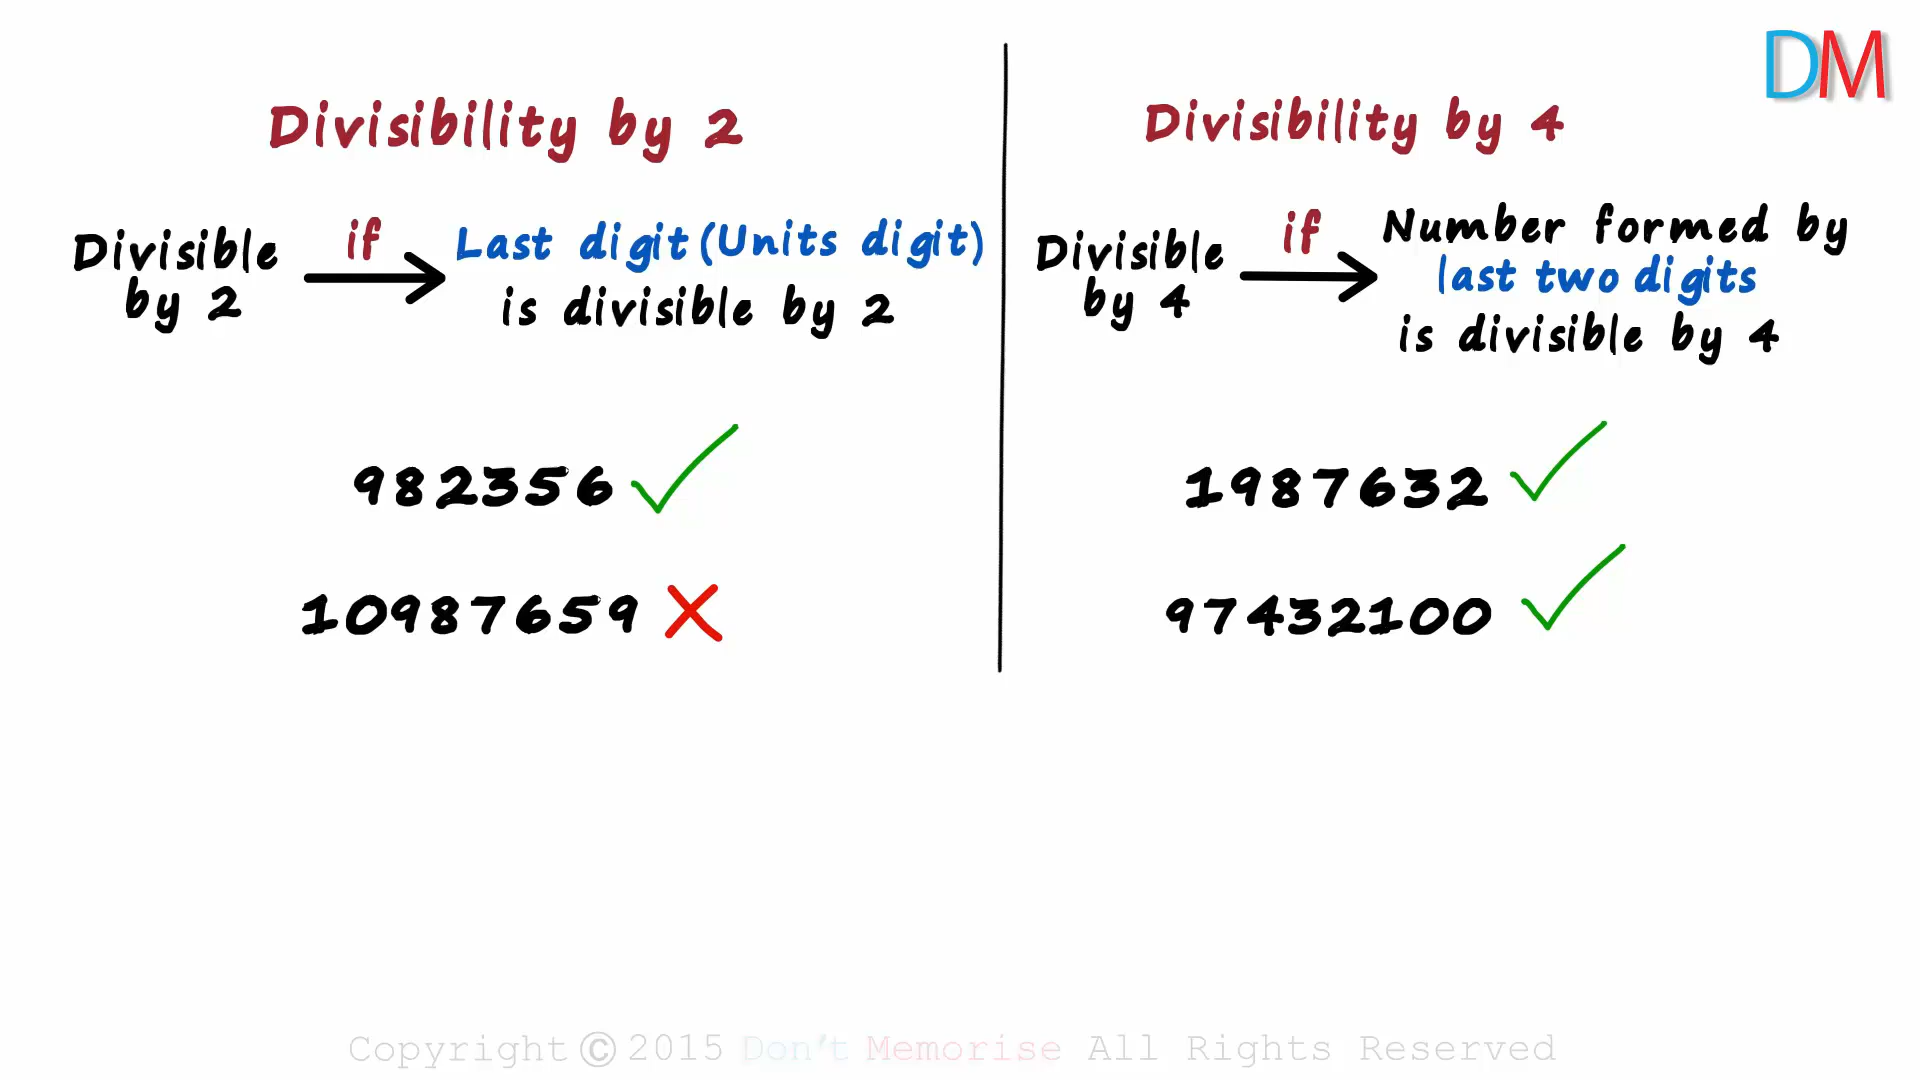 DM
Divisibility by 2
Divisible by 2
if
Last digit (Units digit)
is divisible by 2
982356
10987659
Divisibility by 4
Divisible by 4
if
Number formed by
last two digits
is divisible by 4
1987632
97432100
Copyright © 2015 Don't Memorise All Rights Reserved